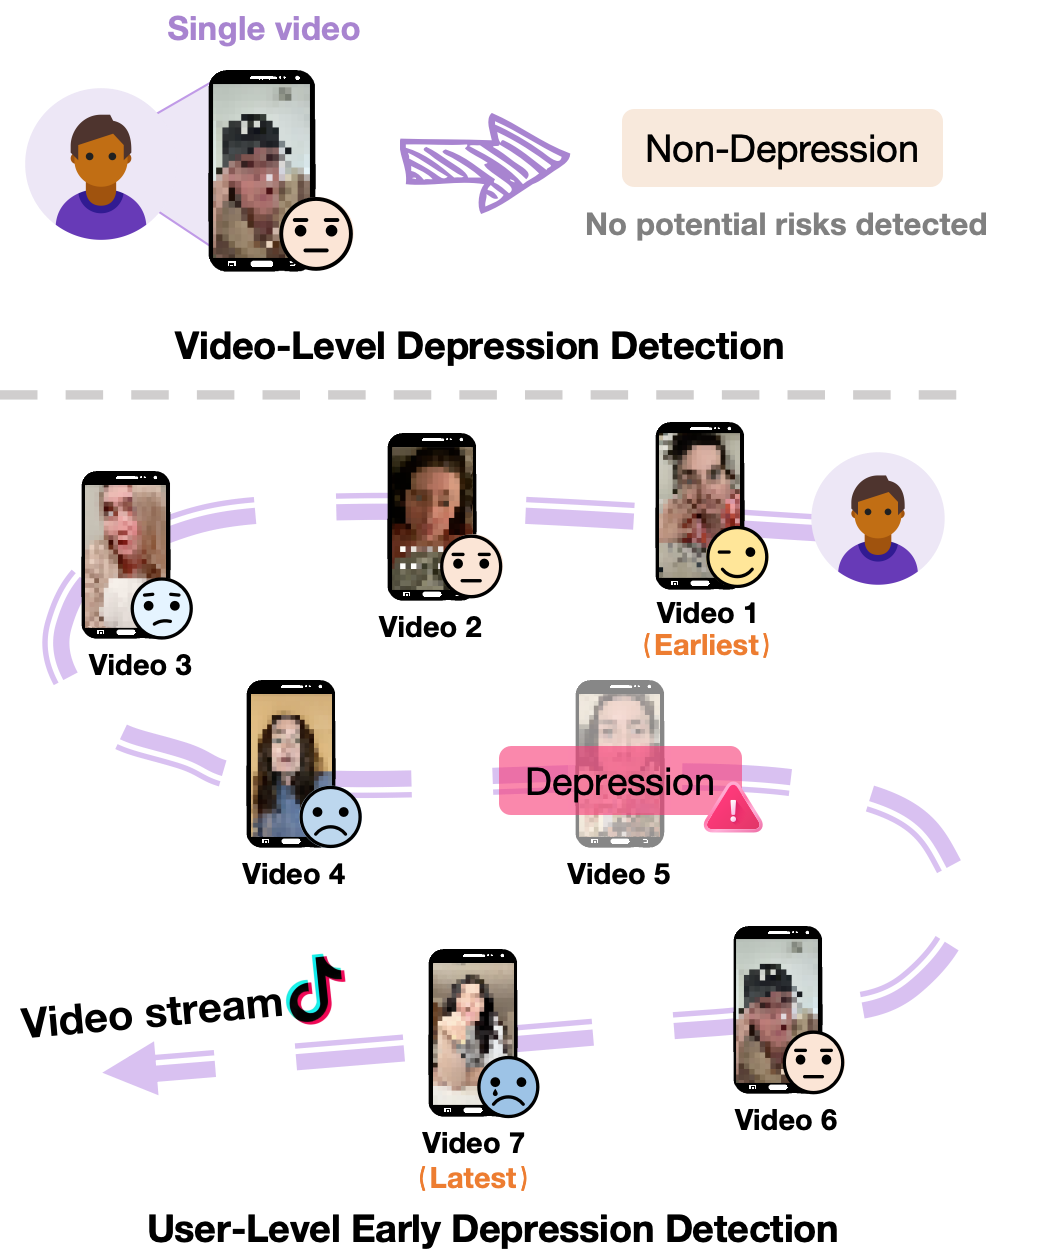 Single video
Non-Depression
No potential risks detected
Video-Level Depression Detection
Video 1
(Earliest)
Video 2
Video 3
Video 4
Depression
!
Video 5
Video 6
Video 7
(Latest)
Video stream
User-Level Early Depression Detection